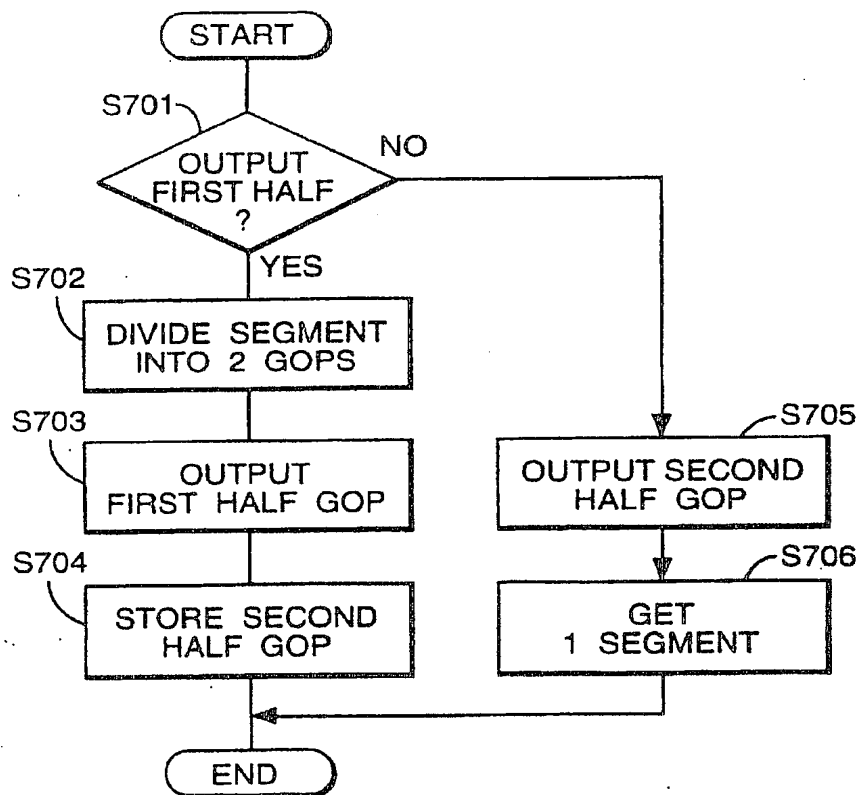 START
S701
OUTPUT
FIRST HALF
?
NO
YES
S702
DIVIDE SEGMENT
INTO 2 GOPS
S703
OUTPUT
FIRST HALF GOP
S704
STORE SECOND
HALF GOP
S705
OUTPUT SECOND
HALF GOP
S706
GET
1 SEGMENT
END